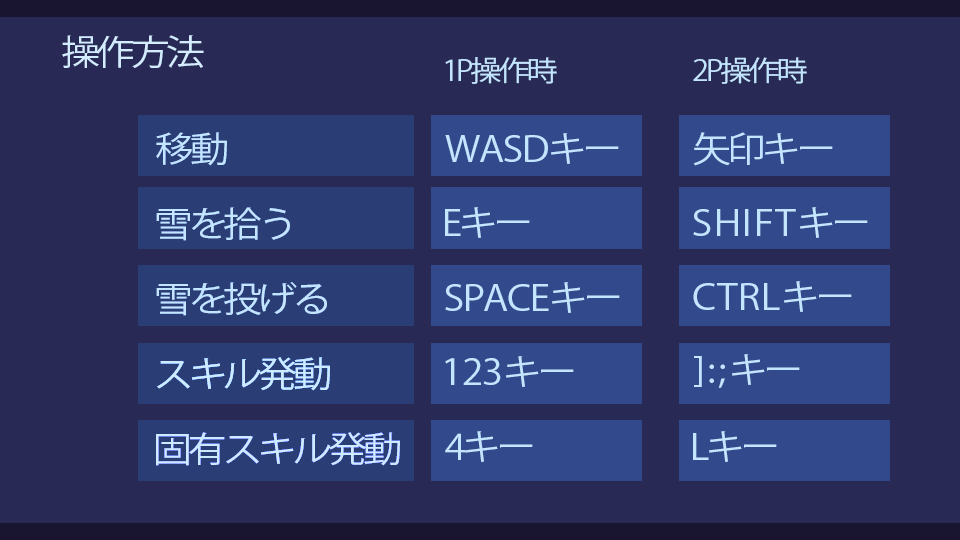 操作方法
1P操作時 2P操作時
移動 WASDキー 矢印キー
雪を拾う Eキー SHIFTキー
雪を投げる SPACEキー CTRLキー
スキル発動 123キー ]:;キー
固有スキル発動 4キー Lキー